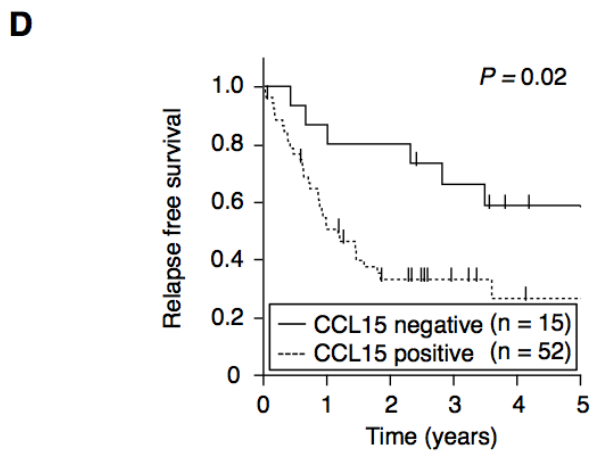 D
P = 0.02
Relapse free survival
1.0
0.8
0.6
0.4
0.2
0
CCL15 negative (n = 15)
CCL15 positive (n = 52)
0 1 2 3 4 5
Time (years)